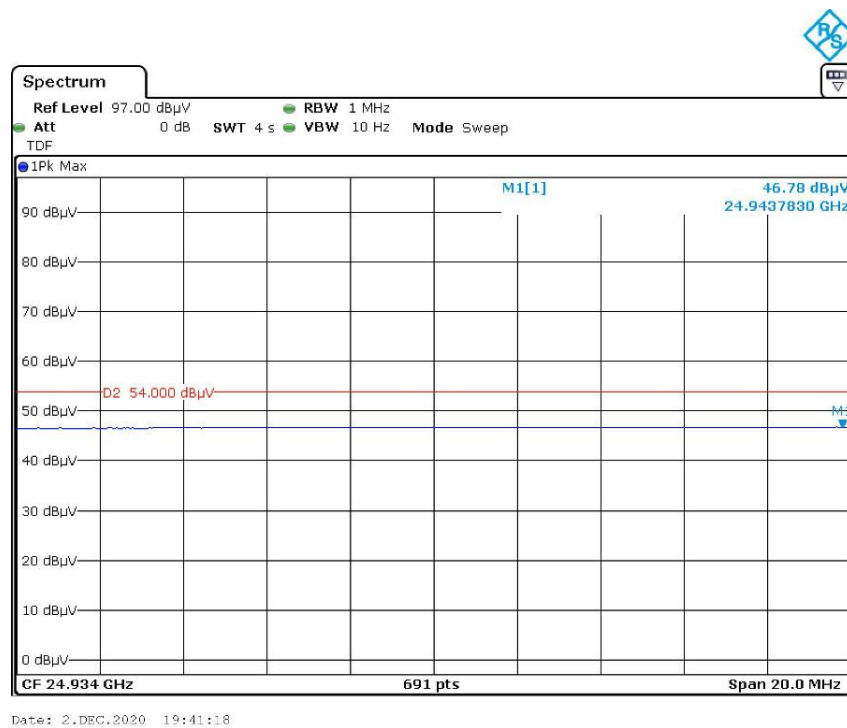 R/S
Spectrum
Ref Level 97.00 dBµV RBW 1 MHz
Att 0 dB SWT 4 s VBW 10 Hz Mode Sweep
TDF
1Pk Max
M1[1] 46.78 dBµV
24.9437830 GHz
90 dBµV
80 dBµV
70 dBµV
60 dBµV
D2 54.000 dBµV
50 dBµV
M1
40 dBµV
30 dBµV
20 dBµV
10 dBµV
0 dBµV
CF 24.934 GHz 691 pts Span 20.0 MHz
Date: 2.DEC.2020 19:41:18